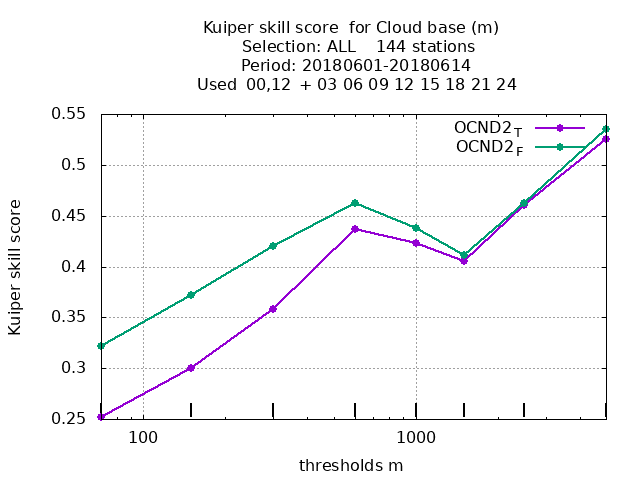 Kuiper skill score  for Cloud base (m)
Selection: ALL    144 stations
Period: 20180601-20180614
Used  00,12  + 03 06 09 12 15 18 21 24
OCND2T
OCND2F
Kuiper skill score
0.55
0.5
0.45
0.4
0.35
0.3
0.25
100
1000
thresholds m